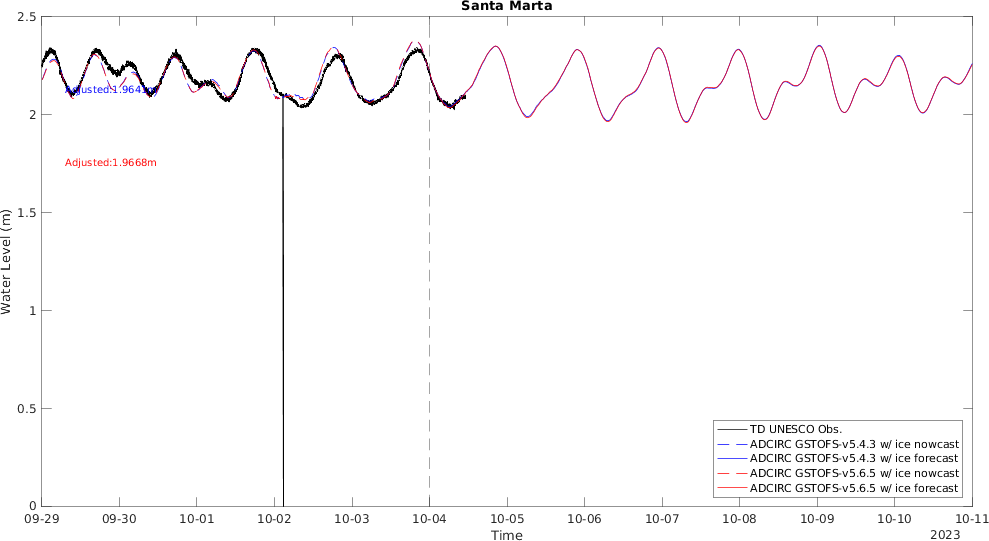 Santa Marta
2.5
2
1.5
1
0.5
0
Water Level (m)
Adjusted:1.9641m
Adjusted:1.9668m
TD UNESCO Obs.
ADCIRC GSTOFS-v5.4.3 w/ ice nowcast
ADCIRC GSTOFS-v5.4.3 w/ ice forecast
ADCIRC GSTOFS-v5.6.5 w/ ice nowcast
ADCIRC GSTOFS-v5.6.5 w/ ice forecast
09-29 09-30 10-01 10-02 10-03 10-04 10-05 10-06 10-07 10-08 10-09 10-10 10-11
Time
2023